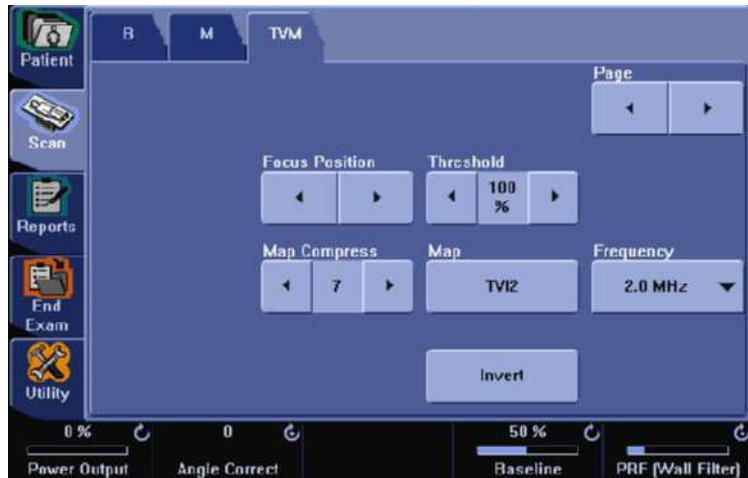 B M TVM
Patient
Page
Scan
Focus Position Threshold
100
%
Reports
Map Compress Map Frequency
7 TVI2 2.0 MHz
End
Exam
Invert
Utility
0 % 0 50 %
Power Output Angle Correct Baseline PRF (Wall Filter)